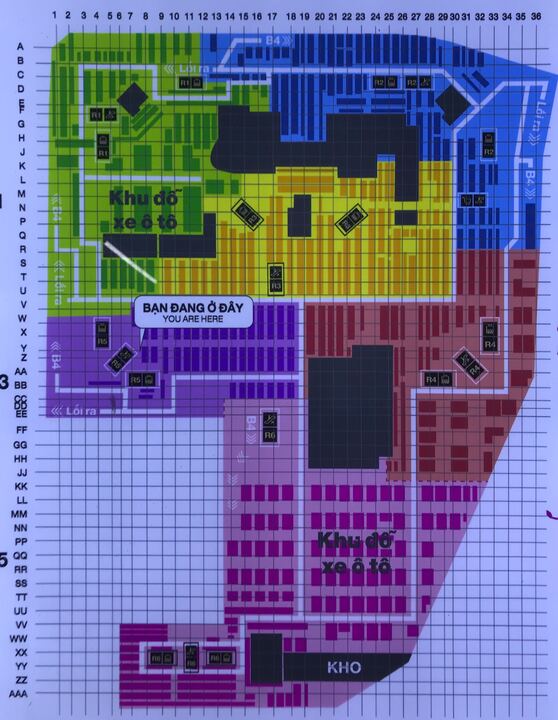 1 2 3 4 5 6 7 8 9 10 11 12 13 14 15 16 17 18 19 20 21 22 23 24 25 26 27 28 29 30 31 32 33 34 35 36
A
B4 >>>
B
<<< Lối ra
C
R1
R2
R2
D
E
F
R1
G
Lối ra
H
R1
R2
J
K
L
B4
Khu đỗ
xe ô tô
M
N
P
B4
Q
R
S
T
Lối ra
U
R3
V
BẠN ĐANG Ở ĐÂY
YOU ARE HERE
W
X
R5
R4
Y
Z
R5
R4
B4
AA
3
BB
R5
R4
CC
DD
<<< Lối ra
EE
FF
B4
R6
GG
HH
JJ
KK
LL
MM
NN
PP
Khu đỗ
xe ô tô
5
QQ
RR
SS
TT
UU
VV
WW
XX
R6
R6
R6
YY
KHO
ZZ
AAA